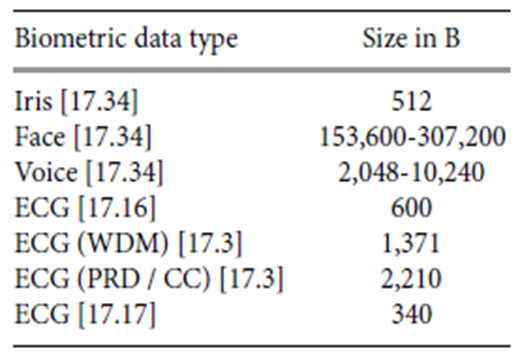 Biometric data type Size in B
Iris [17.34] 512
Face [17.34] 153,600-307,200
Voice [17.34] 2,048-10,240
ECG [17.16] 600
ECG (WDM) [17.3] 1,371
ECG (PRD / CC) [17.3] 2,210
ECG [17.17] 340